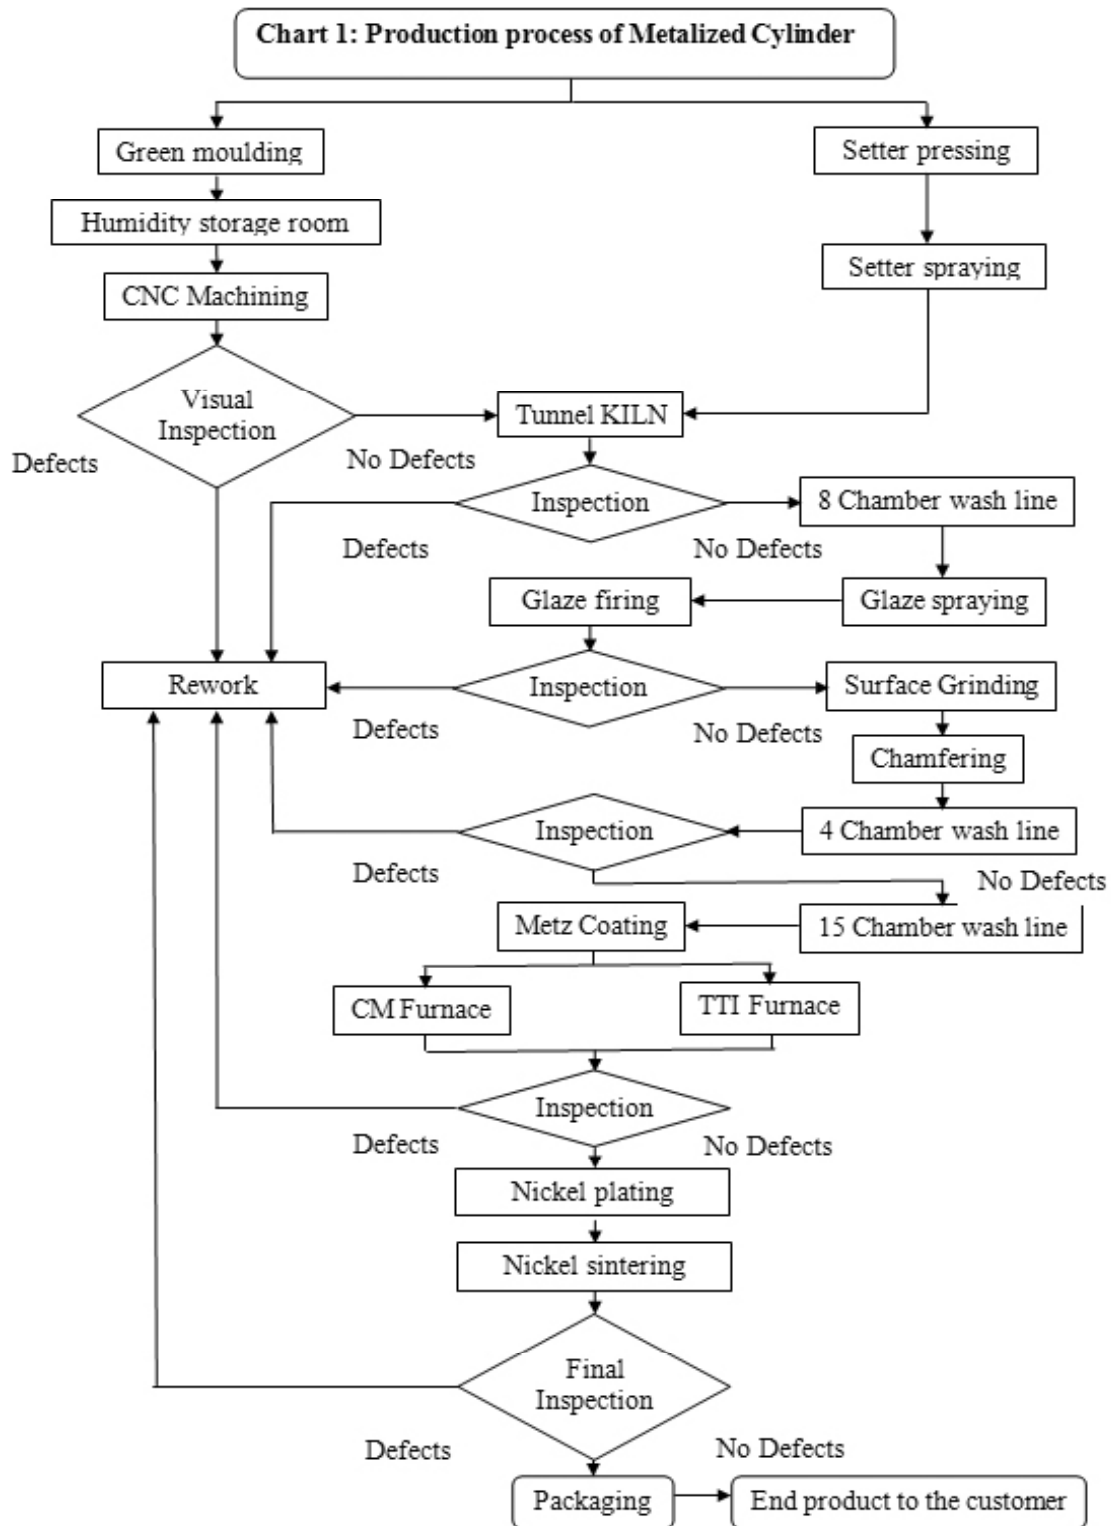 Chart 1: Production process of Metalized Cylinder
Green moulding
Setter pressing
Humidity storage room
Setter spraying
CNC Machining
Visual
Inspection
Tunnel KILN
Defects
No Defects
Inspection
8 Chamber wash line
Defects
No Defects
Glaze firing
Glaze spraying
Rework
Inspection
Surface Grinding
Defects
No Defects
Chamfering
Inspection
4 Chamber wash line
Defects
No Defects
Metz Coating
15 Chamber wash line
CM Furnace
TTI Furnace
Inspection
Defects
No Defects
Nickel plating
Nickel sintering
Final
Inspection
Defects
No Defects
Packaging
End product to the customer